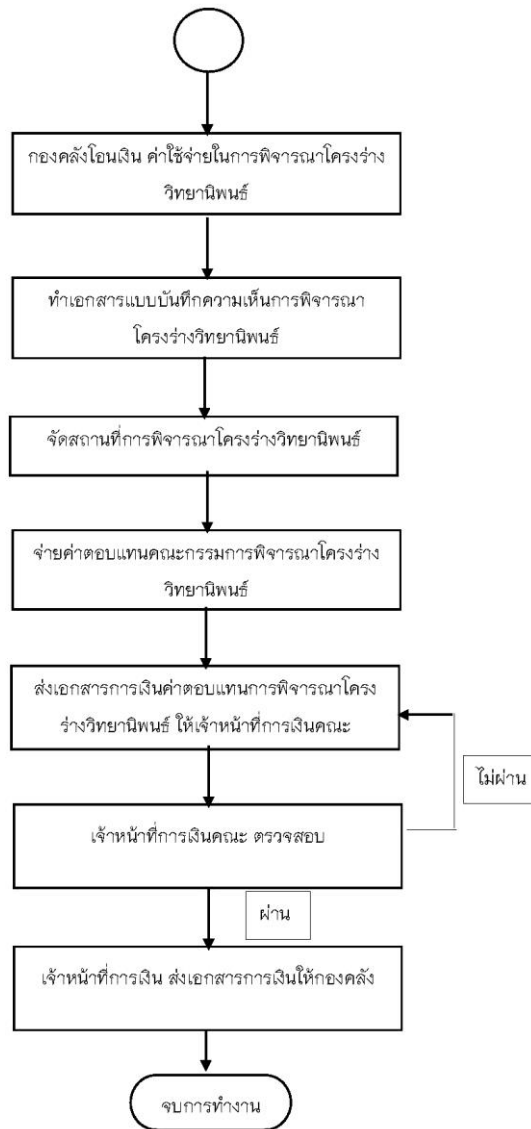 กองคลังโอนเงิน ค่าใช้จ่ายในการพิจารณาโครงร่าง
วิทยานิพนธ์
ทำเอกสารแบบบันทึกความเห็นการพิจารณา
โครงร่างวิทยานิพนธ์
จัดสถานที่การพิจารณาโครงร่างวิทยานิพนธ์
จ่ายค่าตอบแทนคณะกรรมการพิจารณาโครงร่าง
วิทยานิพนธ์
ส่งเอกสารการเงินค่าตอบแทนการพิจารณาโครง
ร่างวิทยานิพนธ์ ให้เจ้าหน้าที่การเงินคณะ
ไม่ผ่าน
เจ้าหน้าที่การเงินคณะ ตรวจสอบ
ผ่าน
เจ้าหน้าที่การเงิน ส่งเอกสารการเงินให้กองคลัง
จบการทำงาน